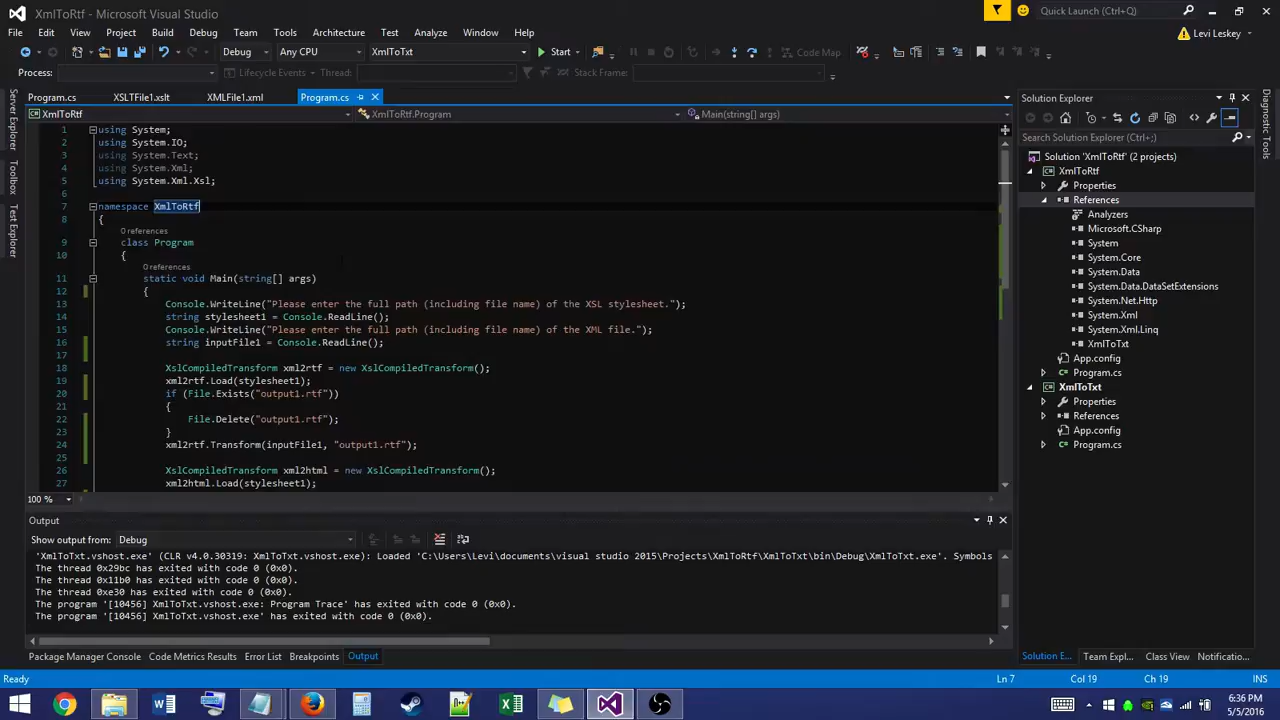 XmlToRtf - Microsoft Visual Studio
Quick Launch (Ctrl+Q)
File Edit View Project Build Debug Team Tools Architecture Test Analyze Window Help
Levi Leskey
Debug Any CPU XmlToTxt Start Code Map
Process: Lifecycle Events Thread: Stack Frame:
Program.cs XSLTFile1.xslt XMLFile1.xml Program.cs
XmlToRtf XmlToRtf.Program Main(string[] args)
1 using System;
2 using System.IO;
3 using System.Text;
4 using System.Xml;
5 using System.Xml.Xsl;
6
7 namespace XmlToRtf
8 {
0 references
9 class Program
10 {
0 references
11 static void Main(string[] args)
12 {
13 Console.WriteLine("Please enter the full path (including file name) of the XSL stylesheet.");
14 string stylesheet1 = Console.ReadLine();
15 Console.WriteLine("Please enter the full path (including file name) of the XML file.");
16 string inputFile1 = Console.ReadLine();
17
18 XslCompiledTransform xml2rtf = new XslCompiledTransform();
19 xml2rtf.Load(stylesheet1);
20 if (File.Exists("output1.rtf"))
21 {
22 File.Delete("output1.rtf");
23 }
24 xml2rtf.Transform(inputFile1, "output1.rtf");
25
26 XslCompiledTransform xml2html = new XslCompiledTransform();
27 xml2html.Load(stylesheet1);
100 %
Output
Show output from: Debug
'XmlToTxt.vshost.exe' (CLR v4.0.30319: XmlToTxt.vshost.exe): Loaded 'C:\Users\Levi\documents\visual studio 2015\Projects\XmlToRtf\XmlToTxt\bin\Debug\XmlToTxt.exe'. Symbols
The thread 0x29bc has exited with code 0 (0x0).
The thread 0x11b0 has exited with code 0 (0x0).
The thread 0xe30 has exited with code 0 (0x0).
The program '[10456] XmlToTxt.vshost.exe: Program Trace' has exited with code 0 (0x0).
The program '[10456] XmlToTxt.vshost.exe' has exited with code 0 (0x0).
Package Manager Console Code Metrics Results Error List Breakpoints Output
Server Explorer
Toolbox
Test Explorer
Solution Explorer
Search Solution Explorer (Ctrl+;)
Solution 'XmlToRtf' (2 projects)
XmlToRtf
Properties
References
Analyzers
Microsoft.CSharp
System
System.Core
System.Data
System.Data.DataSetExtensions
System.Net.Http
System.Xml
System.Xml.Linq
XmlToTxt
App.config
Program.cs
XmlToTxt
Properties
References
App.config
Program.cs
Solution E... Team Expl... Class View Notificatio...
Diagnostic Tools
Ready Ln 7 Col 19 Ch 19 INS
6:36 PM
5/5/2016